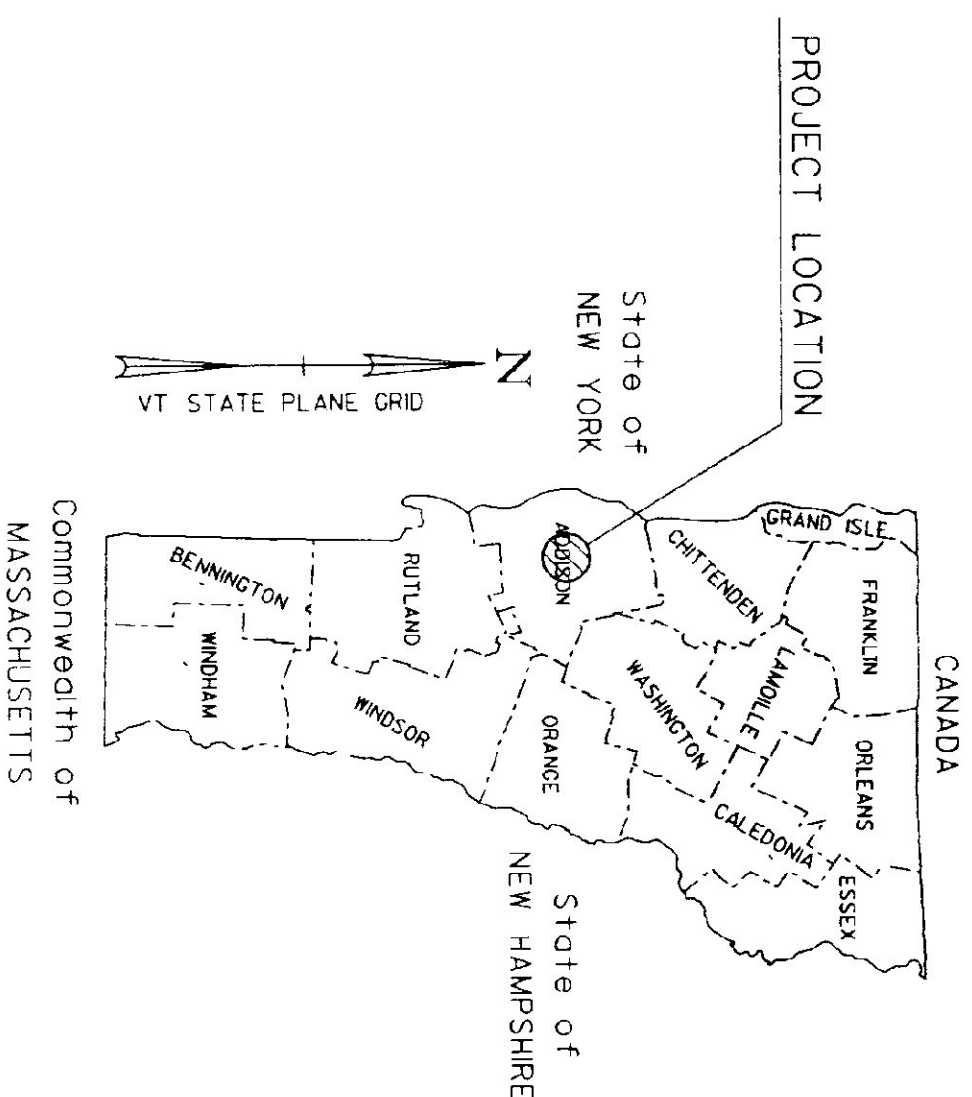 CANADA
PROJECT LOCATION
GRAND ISLE
FRANKLIN
ORLEANS
ESSEX
CHITTENDEN
LAMOILLE
CALEDONIA
State of
NEW YORK
WASHINGTON
ADDISON
ORANGE
State of
NEW HAMPSHIRE
N
VT STATE PLANE GRID
RUTLAND
WINDSOR
BENNINGTON
WINDHAM
Commonwealth of
MASSACHUSETTS